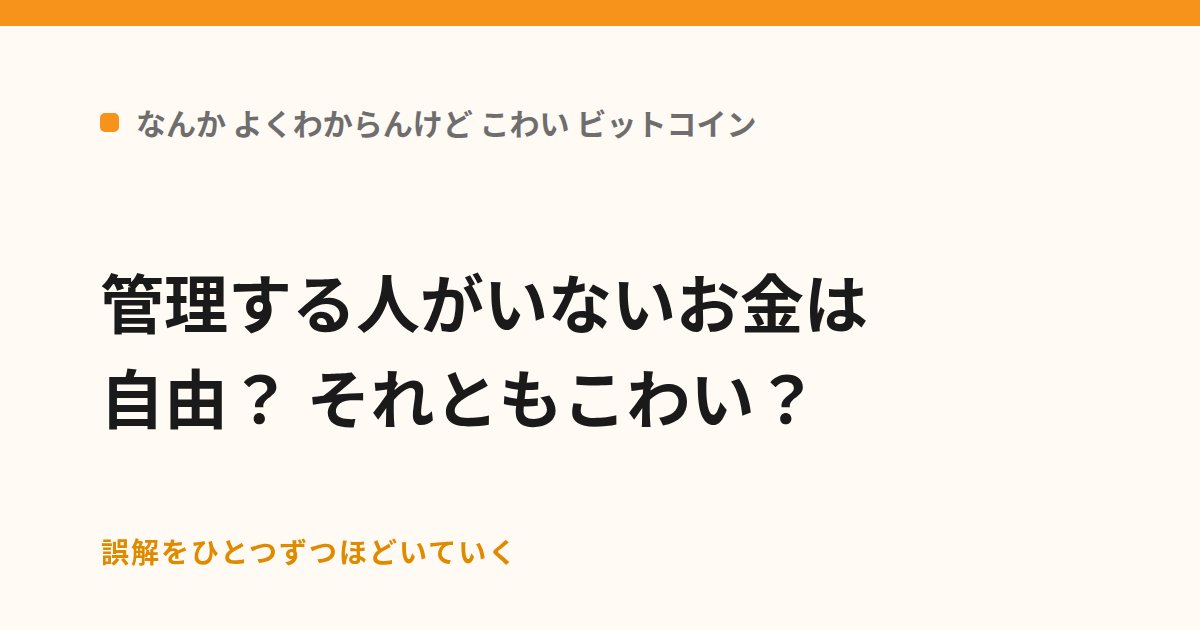 なんか よくわからんけど こわい ビットコイン
管理する人がいないお金は
自由？ それともこわい？
誤解をひとつずつほどいていく